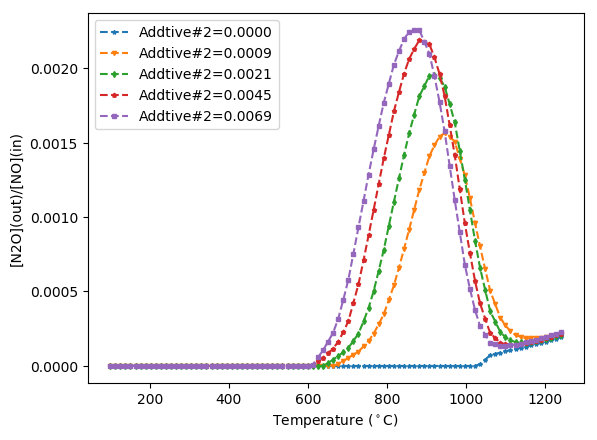 Addtive#2=0.0000
Addtive#2=0.0009
Addtive#2=0.0021
Addtive#2=0.0045
Addtive#2=0.0069
0.0020
0.0015
0.0010
0.0005
0.0000
[N2O](out)/[NO](in)
200 400 600 800 1000 1200
Temperature (°C)